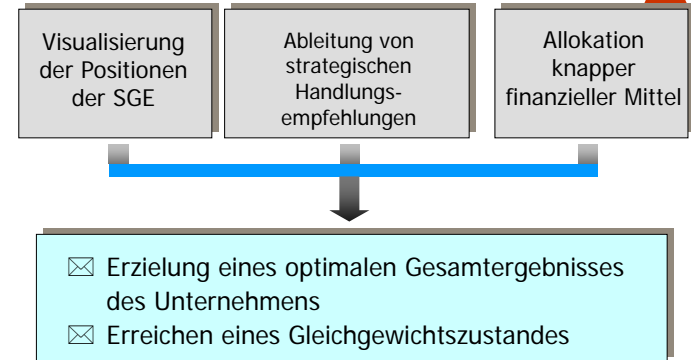 Visualisierung
der Positionen
der SGE
Ableitung von
strategischen
Handlungs-
empfehlungen
Allokation
knapper
finanzieller Mittel
Erzielung eines optimalen Gesamtergebnisses
des Unternehmens
Erreichen eines Gleichgewichtszustandes